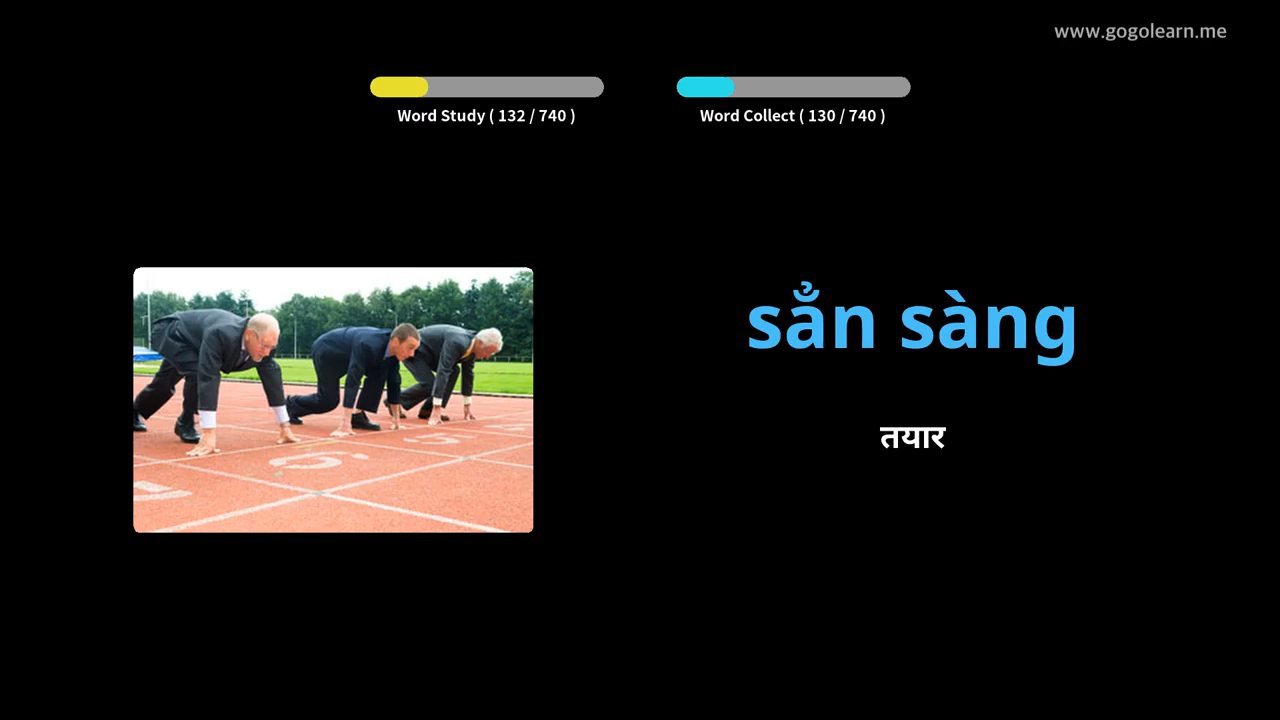 www.gogolearn.me
Word Study ( 132 / 740 )
Word Collect ( 130 / 740 )
sẳn sàng
तयार